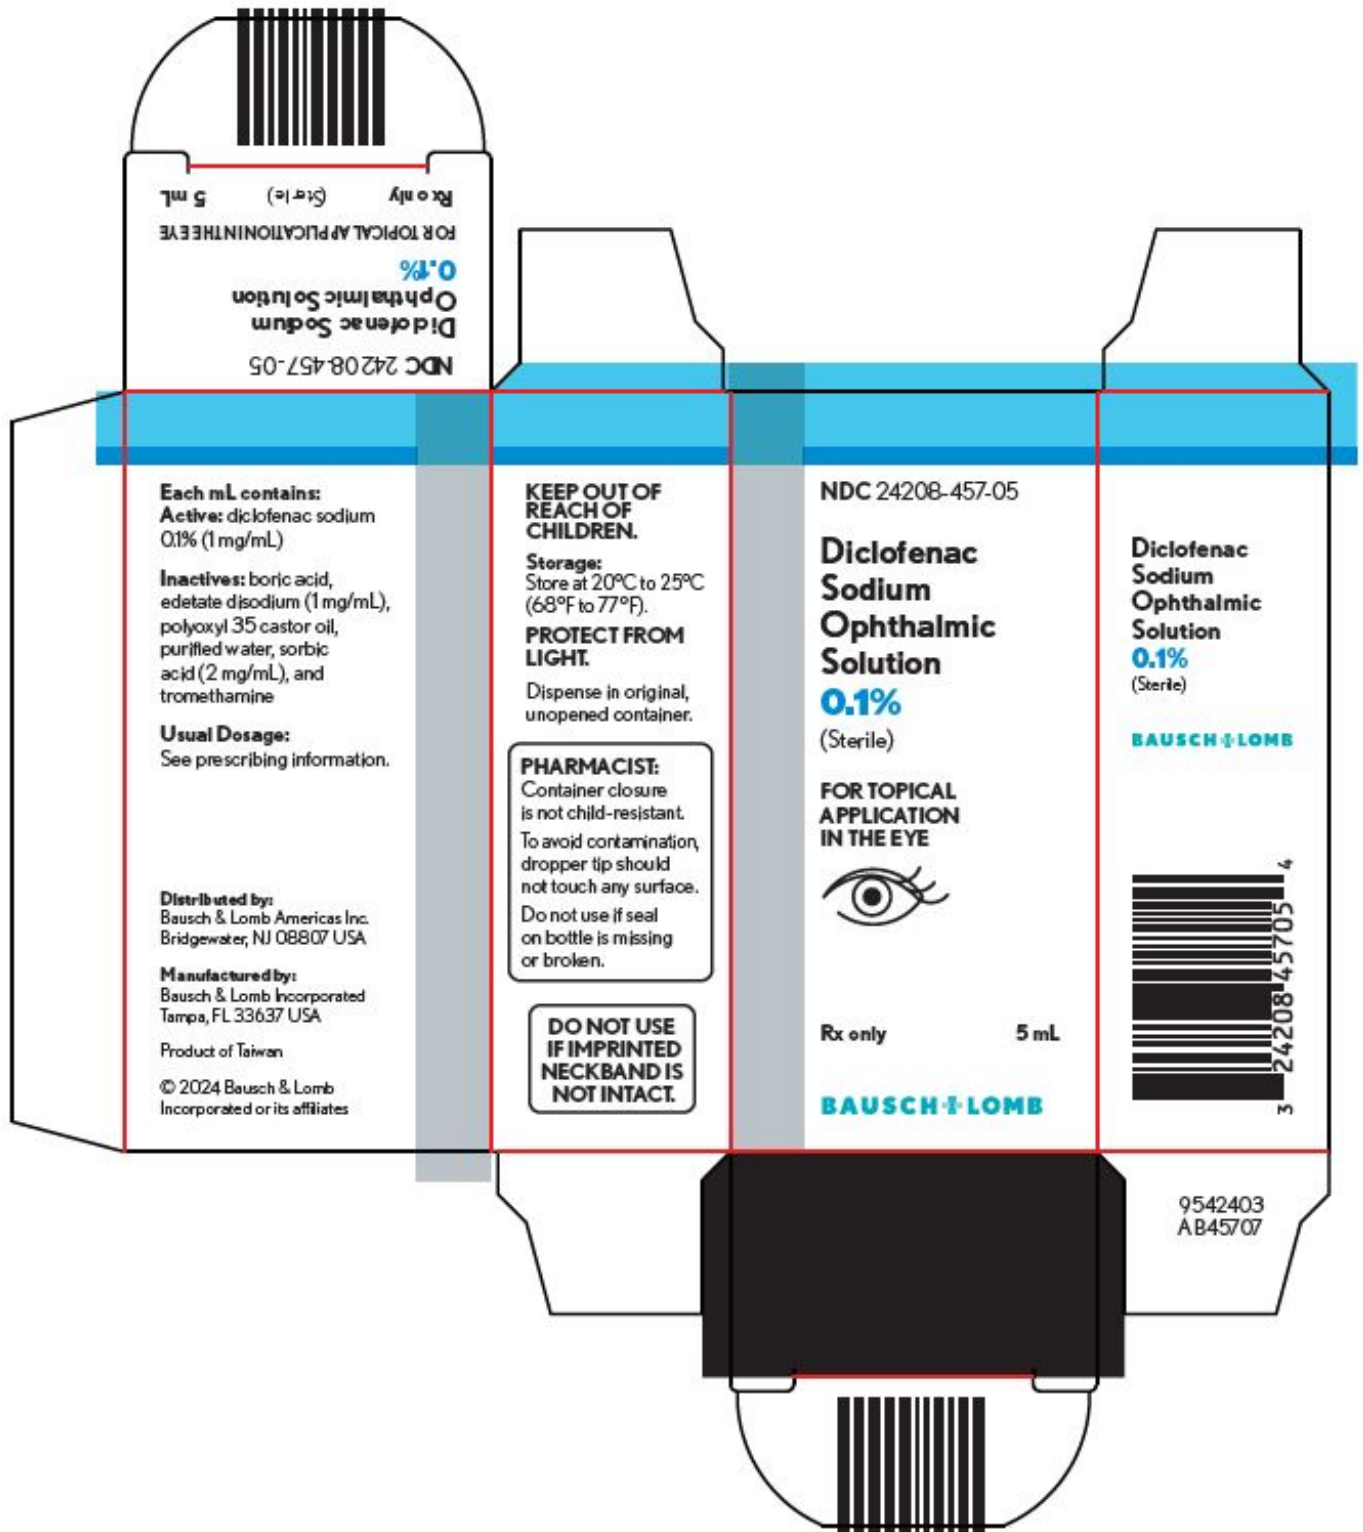 Rx only (Sterile) 5 mL
FOR TOPICAL APPLICATION IN THE EYE
0.1%
Ophthalmic Solution
Diclofenac Sodium
NDC 24208-457-05
Each mL contains:
Active: diclofenac sodium
0.1% (1 mg/mL)
Inactives: boric acid,
edetate disodium (1 mg/mL),
polyoxyl 35 castor oil,
purified water, sorbic
acid (2 mg/mL), and
tromethamine
Usual Dosage:
See prescribing information.
Distributed by:
Bausch & Lomb Americas Inc.
Bridgewater, NJ 08807 USA
Manufactured by:
Bausch & Lomb Incorporated
Tampa, FL 33637 USA
Product of Taiwan
© 2024 Bausch & Lomb
Incorporated or its affiliates
KEEP OUT OF
REACH OF
CHILDREN.
Storage:
Store at 20°C to 25°C
(68°F to 77°F).
PROTECT FROM
LIGHT.
Dispense in original,
unopened container.
PHARMACIST:
Container closure
is not child-resistant.
To avoid contamination,
dropper tip should
not touch any surface.
Do not use if seal
on bottle is missing
or broken.
DO NOT USE
IF IMPRINTED
NECKBAND IS
NOT INTACT.
NDC 24208-457-05
Diclofenac
Sodium
Ophthalmic
Solution
0.1%
(Sterile)
FOR TOPICAL
APPLICATION
IN THE EYE
Rx only 5 mL
BAUSCH + LOMB
Diclofenac
Sodium
Ophthalmic
Solution
0.1%
(Sterile)
BAUSCH + LOMB
3 24208 45705 4
9542403
AB45707